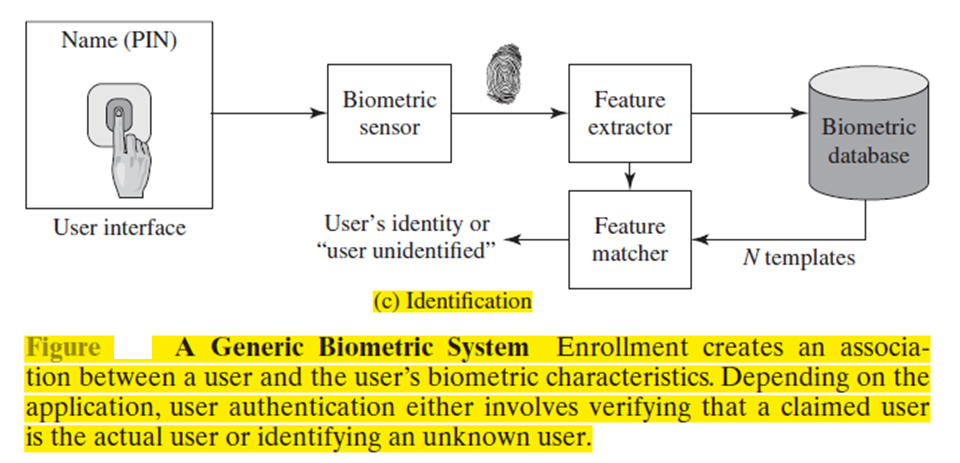 Name (PIN)
Biometric
sensor
Feature
extractor
Biometric
database
User interface
User’s identity or
“user unidentified”
Feature
matcher
N templates
(c) Identification
Figure A Generic Biometric System Enrollment creates an associa-
tion between a user and the user’s biometric characteristics. Depending on the
application, user authentication either involves verifying that a claimed user
is the actual user or identifying an unknown user.